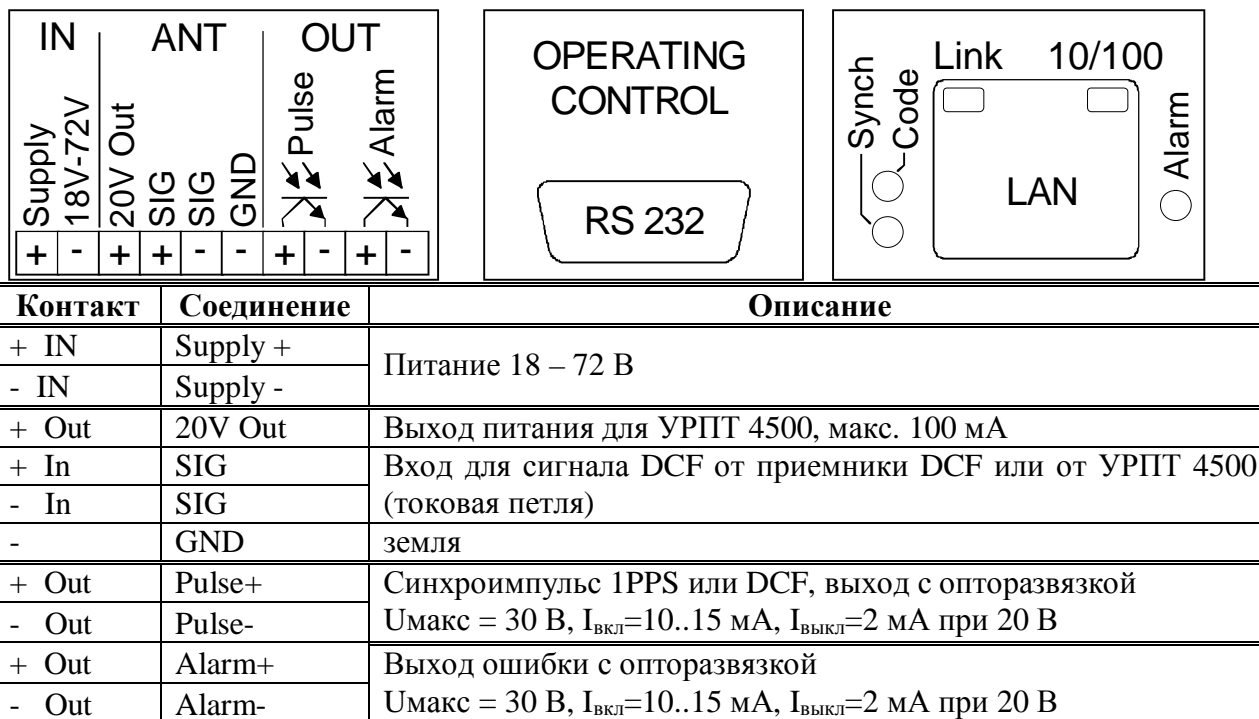 IN ANT OUT
Supply
18V-72V
20V Out
SIG
SIG
GND
Pulse
Alarm
+ - + + - - + - + -
OPERATING
CONTROL
RS 232
Synch
Code
Link 10/100
LAN
Alarm
Контакт Соединение Описание
+ IN Supply + Питание 18 – 72 В
- IN Supply -
+ Out 20V Out Выход питания для УРПТ 4500, макс. 100 мА
+ In SIG Вход для сигнала DCF от приемники DCF или от УРПТ 4500
- In SIG (токовая петля)
- GND земля
+ Out Pulse+ Синхроимпульс 1PPS или DCF, выход с опторазвязкой
- Out Pulse- Uмакс = 30 В, Iвкл=10..15 мА, Iвыкл=2 мА при 20 В
+ Out Alarm+ Выход ошибки с опторазвязкой
- Out Alarm- Uмакс = 30 В, Iвкл=10..15 мА, Iвыкл=2 мА при 20 В